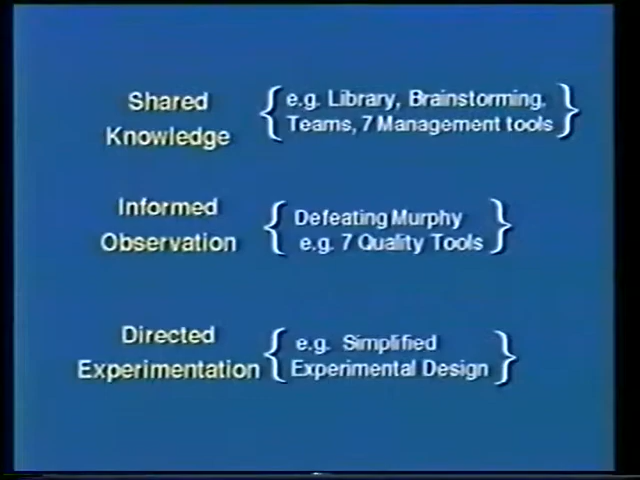 Shared
Knowledge
e.g. Library, Brainstorming,
Teams, 7 Management tools
Informed
Observation
Defeating Murphy
e.g. 7 Quality Tools
Directed
Experimentation
e.g. Simplified
Experimental Design